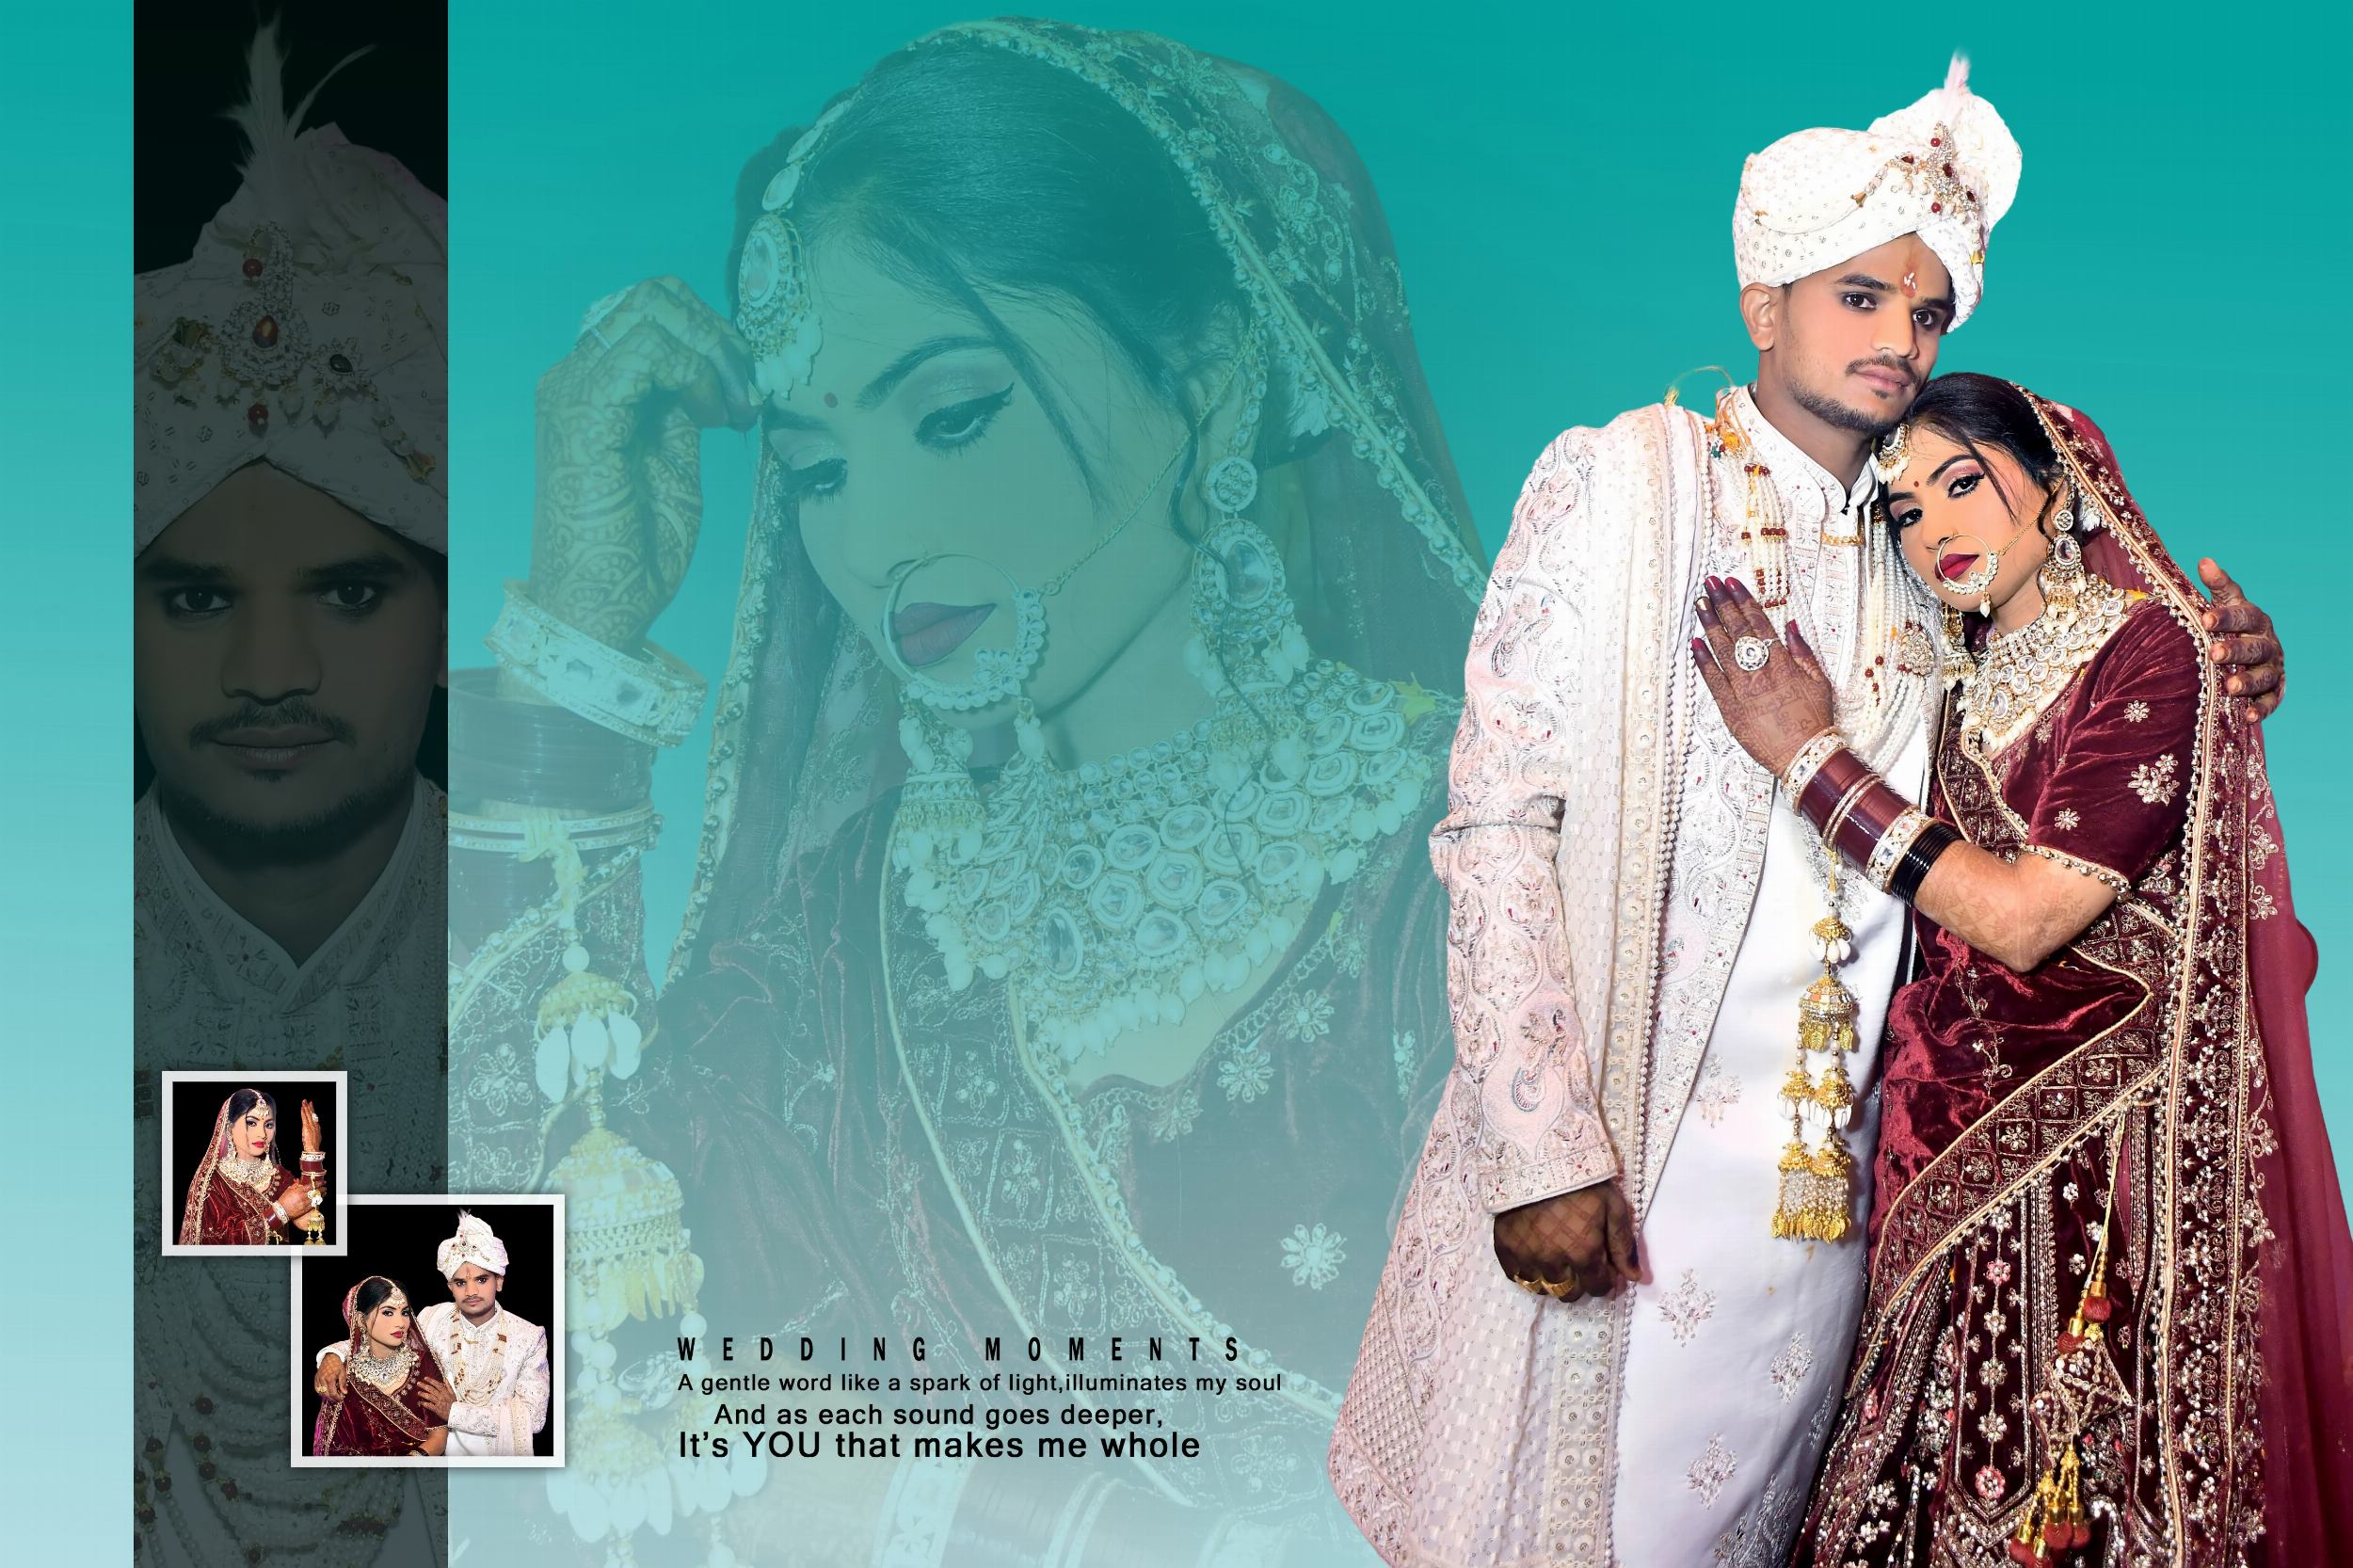 WEDDING MOMENTS
A gentle word like a spark of light,illuminates my soul
And as each sound goes deeper,
It's YOU that makes me whole